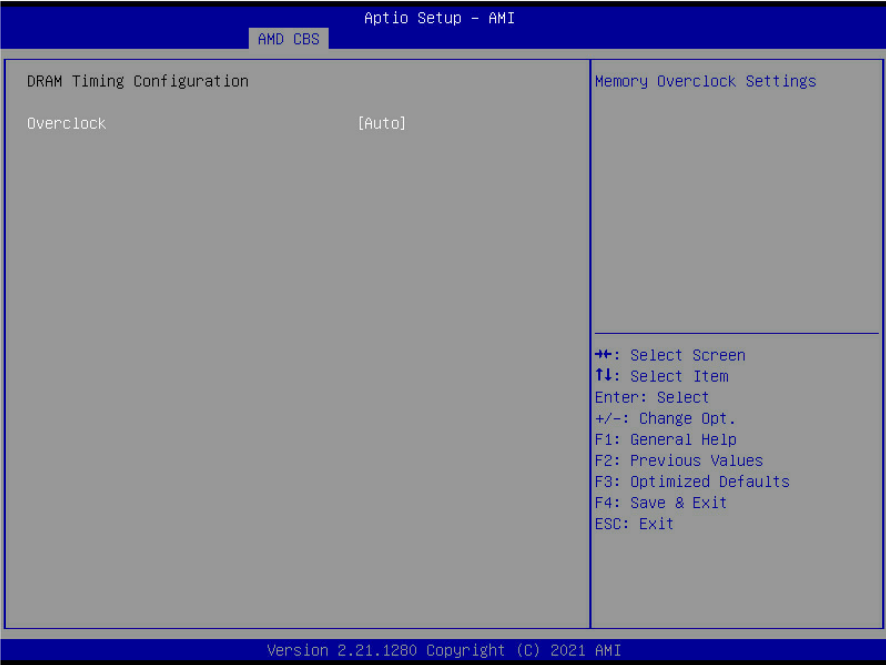 Aptio Setup – AMI
AMD CBS
DRAM Timing Configuration
Overclock [Auto]
Memory Overclock Settings
→←: Select Screen
↑↓: Select Item
Enter: Select
+/-: Change Opt.
F1: General Help
F2: Previous Values
F3: Optimized Defaults
F4: Save & Exit
ESC: Exit
Version 2.21.1280 Copyright (C) 2021 AMI